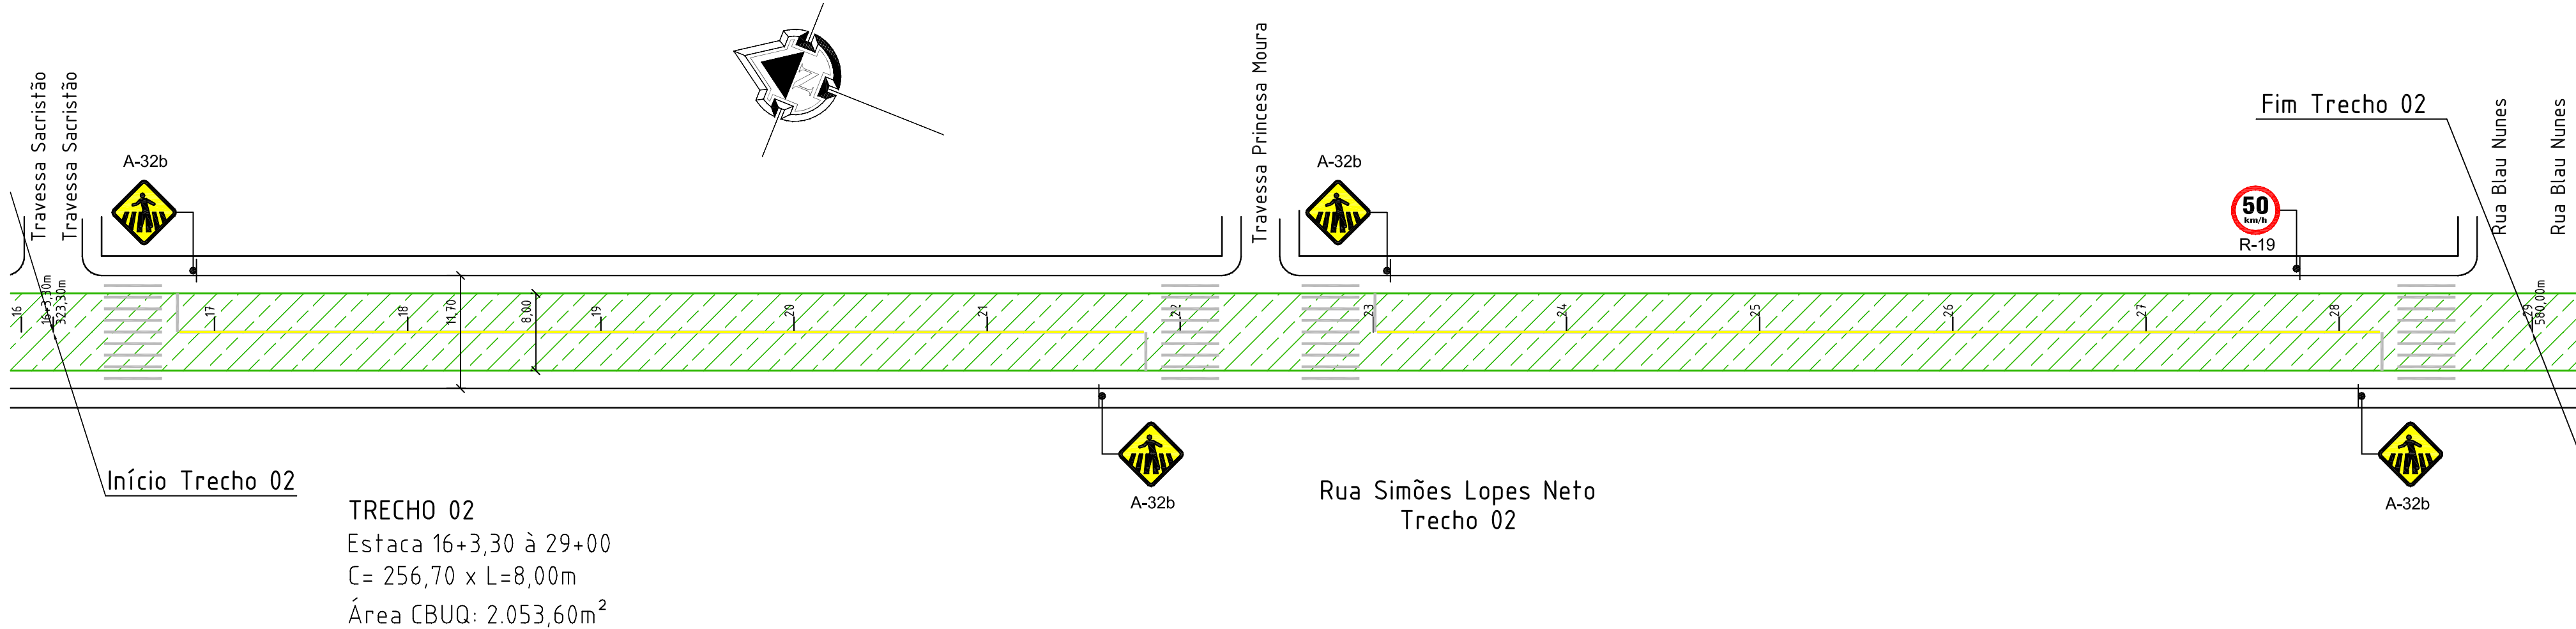 Travessa Sacristão
Travessa Sacristão
A-32b
N
Travessa Princesa Moura
A-32b
50
km/h
R-19
Fim Trecho 02
Rua Blau Nunes
Rua Blau Nunes
16
16+3,30m
323,30m
17
18
11,70
8,00
19
20
21
22
23
24
25
26
27
28
29
580,00m
Início Trecho 02
TRECHO 02
Estaca 16+3,30 à 29+00
C= 256,70 x L=8,00m
Área CBUQ: 2.053,60m²
A-32b
Rua Simões Lopes Neto
Trecho 02
A-32b